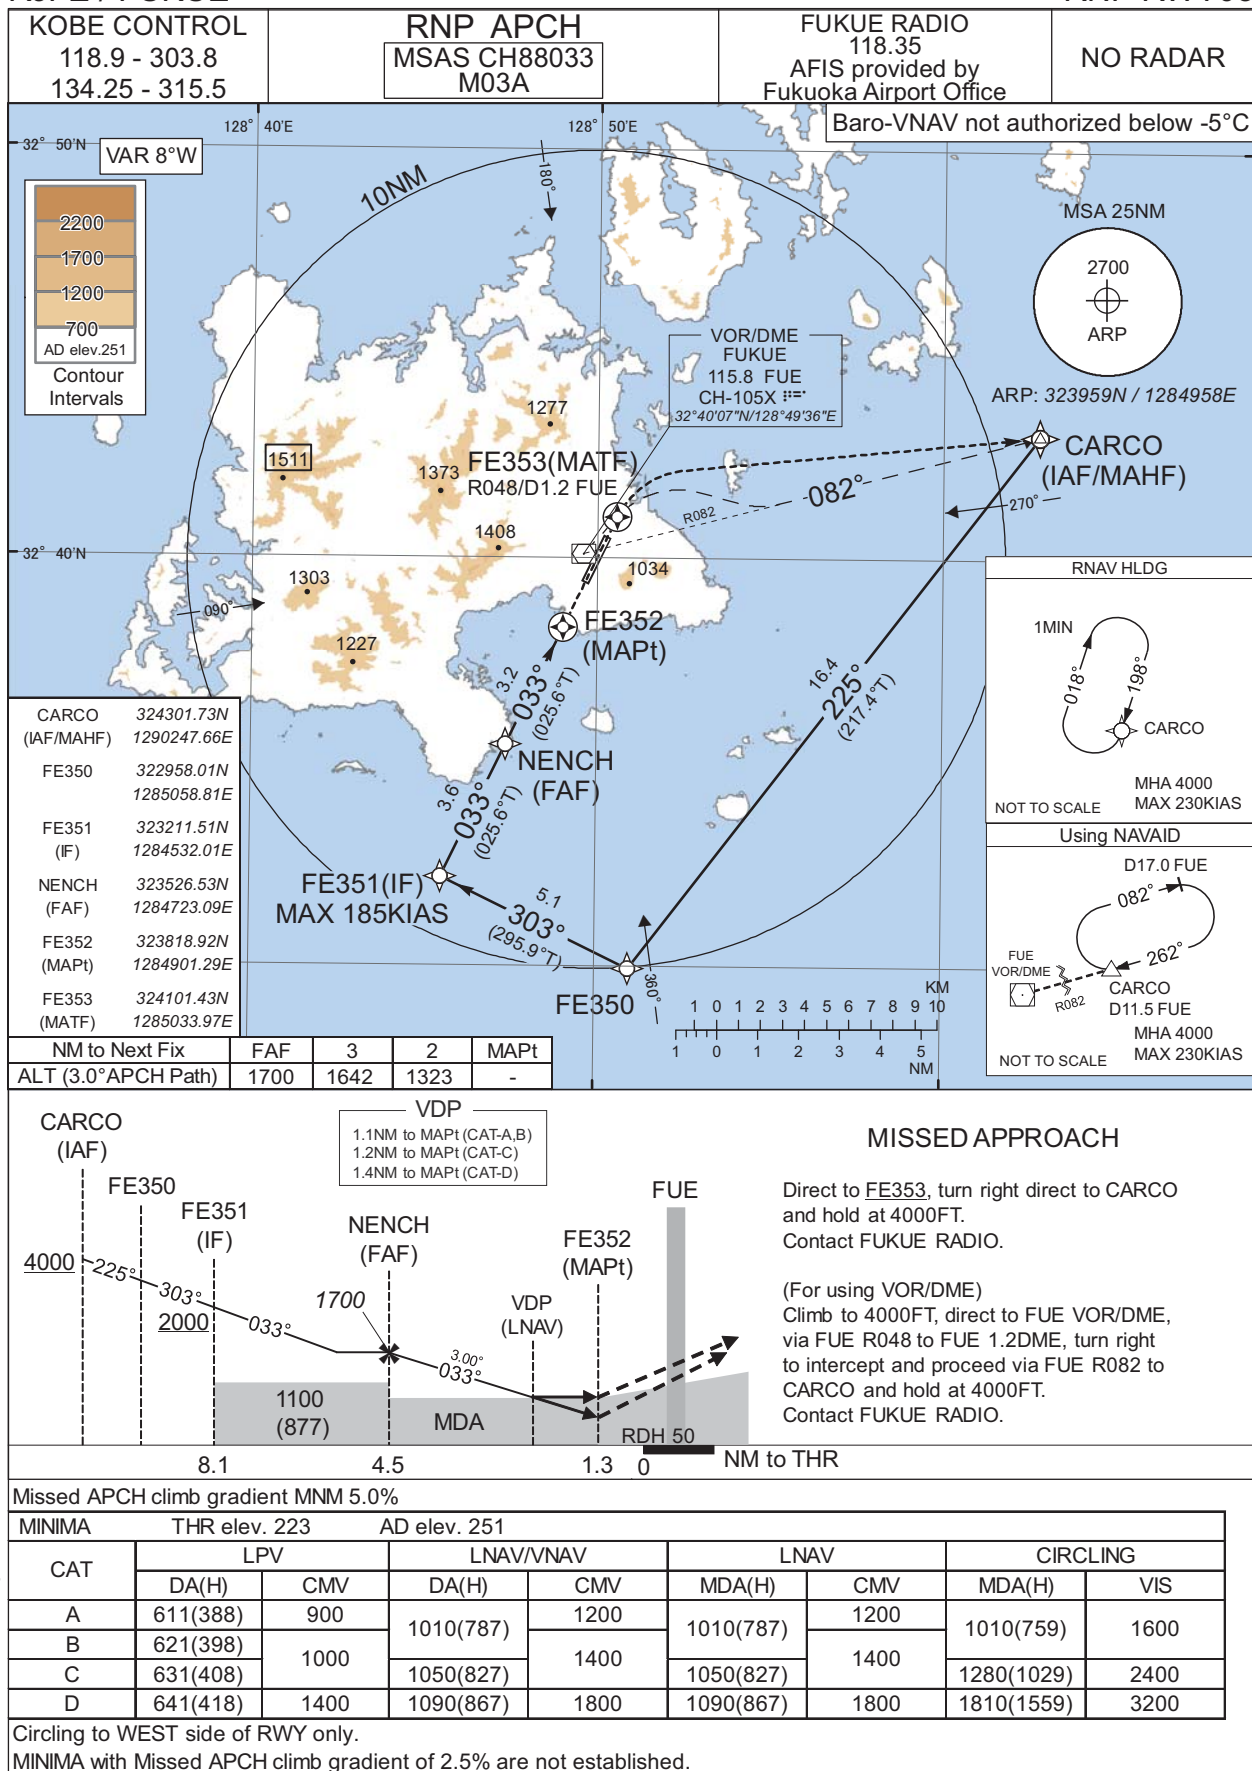 KOBE CONTROL
118.9 - 303.8
134.25 - 315.5
RNP APCH
MSAS CH88033
M03A
FUKUE RADIO
118.35
AFIS provided by
Fukuoka Airport Office
NO RADAR
128° 40'E
128° 50'E
Baro-VNAV not authorized below -5°C
32° 50'N
VAR 8°W
10NM
180°
2200
1700
1200
700
AD elev.251
Contour
Intervals
MSA 25NM
2700
ARP
ARP: 323959N / 1284958E
VOR/DME
FUKUE
115.8 FUE
CH-105X
32°40'07"N/128°49'36"E
1277
1511
1373
FE353(MATF)
R048/D1.2 FUE
CARCO
(IAF/MAHF)
082°
R082
270°
1408
32° 40'N
1303
1034
090°
1227
FE352
(MAPt)
RNAV HLDG
1MIN
018°
198°
CARCO
MHA 4000
MAX 230KIAS
NOT TO SCALE
16.4
225°
(217.4°T)
3.2
033°
(025.6°T)
NENCH
(FAF)
3.6
033°
(025.6°T)
FE351(IF)
MAX 185KIAS
5.1
303°
(295.9°T)
FE350
360°
CARCO 324301.73N
(IAF/MAHF) 1290247.66E
FE350 322958.01N
1285058.81E
FE351 323211.51N
(IF) 1284532.01E
NENCH 323526.53N
(FAF) 1284723.09E
FE352 323818.92N
(MAPt) 1284901.29E
FE353 324101.43N
(MATF) 1285033.97E
Using NAVAID
D17.0 FUE
082°
262°
FUE
VOR/DME
R082
CARCO
D11.5 FUE
MHA 4000
MAX 230KIAS
NOT TO SCALE
KM
1 0 1 2 3 4 5 6 7 8 9 10
1 0 1 2 3 4 5
NM
NM to Next Fix FAF 3 2 MAPt
ALT (3.0°APCH Path) 1700 1642 1323 -
VDP
1.1NM to MAPt (CAT-A,B)
1.2NM to MAPt (CAT-C)
1.4NM to MAPt (CAT-D)
CARCO
(IAF)
FE350
FE351
(IF)
NENCH
(FAF)
FE352
(MAPt)
FUE
4000
225°
303°
2000
033°
1700
VDP
(LNAV)
3.00°
033°
1100
(877)
MDA
RDH 50
8.1 4.5 1.3 0 NM to THR
MISSED APPROACH
Direct to FE353, turn right direct to CARCO
and hold at 4000FT.
Contact FUKUE RADIO.
(For using VOR/DME)
Climb to 4000FT, direct to FUE VOR/DME,
via FUE R048 to FUE 1.2DME, turn right
to intercept and proceed via FUE R082 to
CARCO and hold at 4000FT.
Contact FUKUE RADIO.
Missed APCH climb gradient MNM 5.0%
MINIMA THR elev. 223 AD elev. 251
CAT LPV LNAV/VNAV LNAV CIRCLING
DA(H) CMV DA(H) CMV MDA(H) CMV MDA(H) VIS
A 611(388) 900 1010(787) 1200 1010(787) 1200 1010(759) 1600
B 621(398) 1000 1400 1400
C 631(408) 1050(827) 1050(827) 1280(1029) 2400
D 641(418) 1400 1090(867) 1800 1090(867) 1800 1810(1559) 3200
Circling to WEST side of RWY only.
MINIMA with Missed APCH climb gradient of 2.5% are not established.